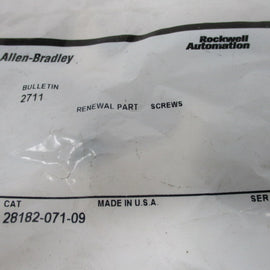 Allen-Bradley
Rockwell
Automation
BULLETIN
2711
RENEWAL PART SCREWS
CAT
MADE IN U.S.A.
SER
28182-071-09